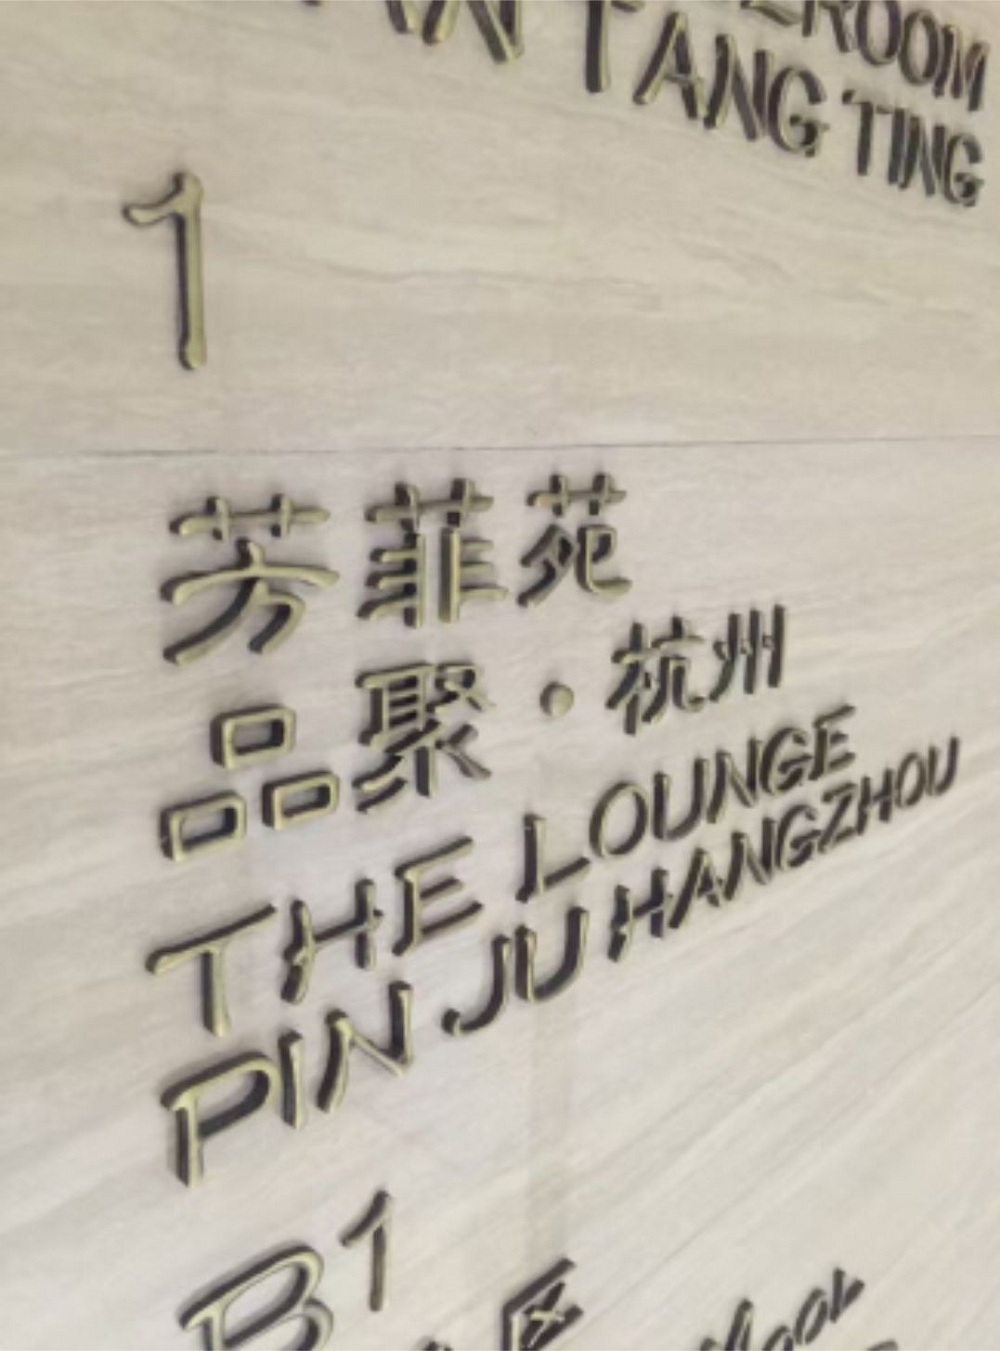 TANG TING
1
芳菲苑
品聚·杭州
THE LOUNGE
PIN JU HANGZHOU
B1